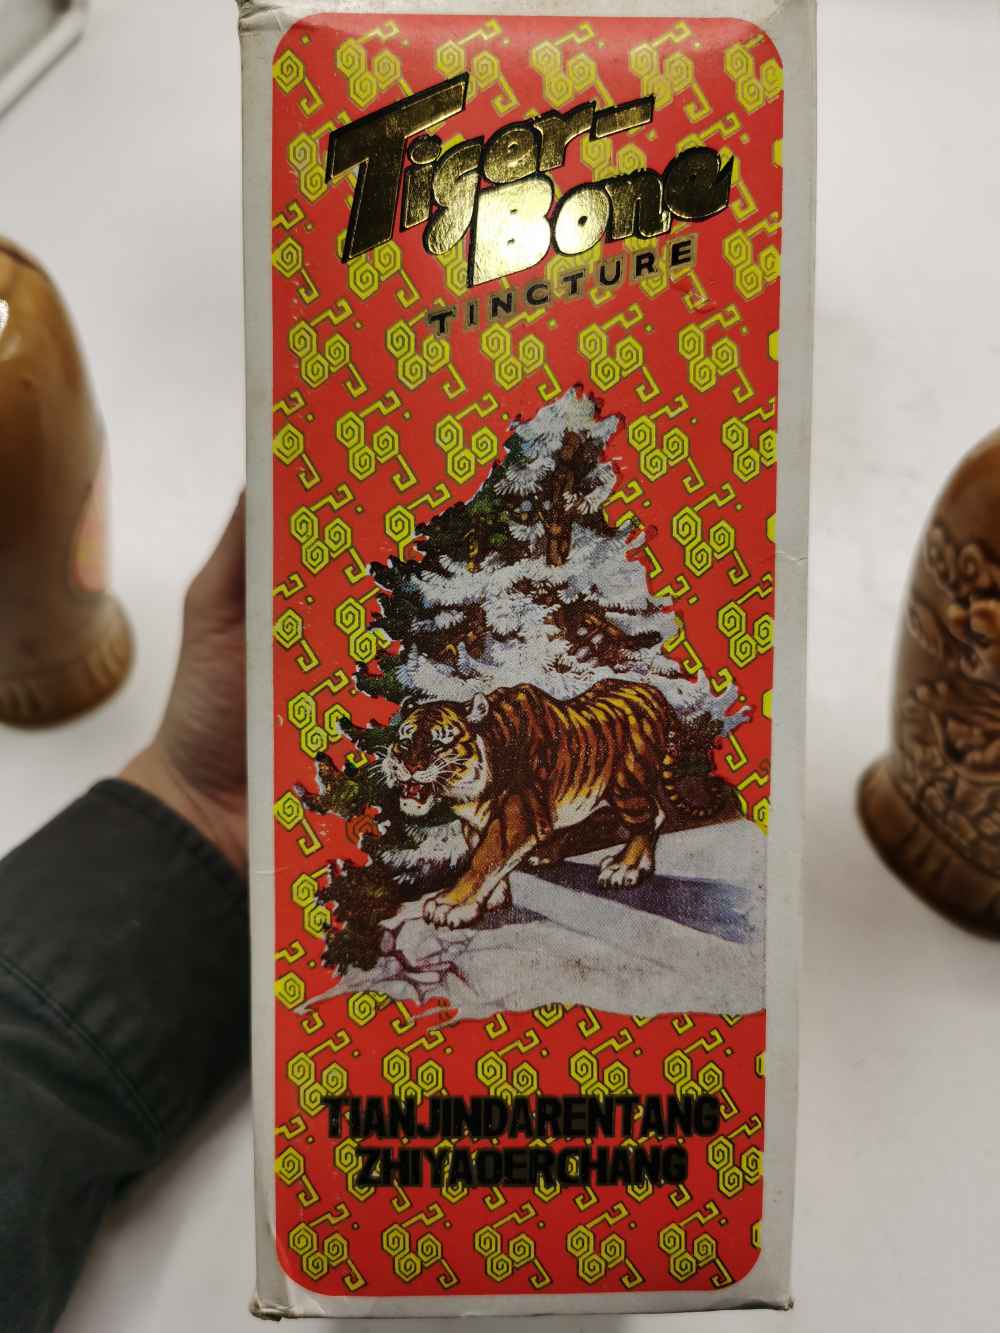 Tiger-
Bone
TINCTURE
TIANJINDARENTANG
ZHIYAOERCHANG